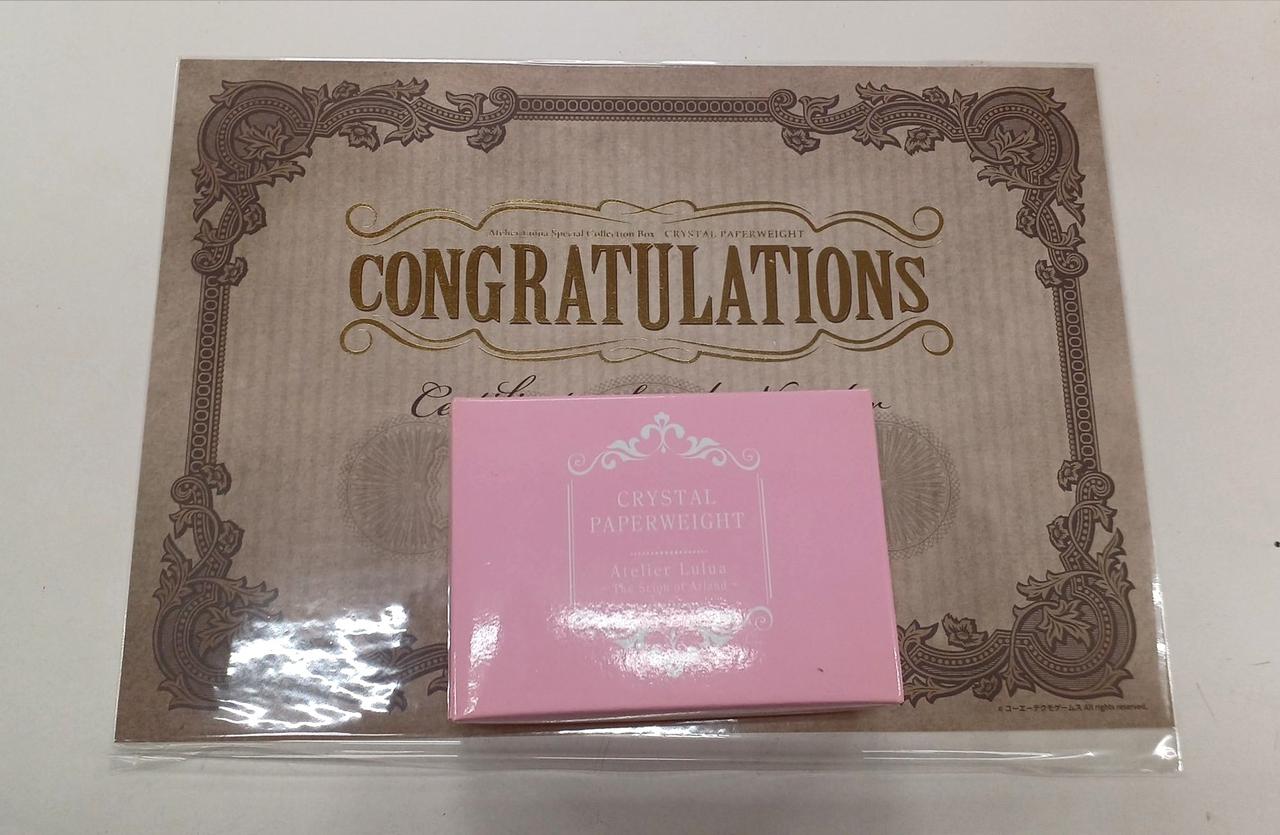 Atelier Lulua Special Collection Box CRYSTAL PAPERWEIGHT
CONGRATULATIONS
CRYSTAL
PAPERWEIGHT
Atelier Lulua
~ The Scion of Arland ~
© コーエーテクモゲームス All rights reserved.